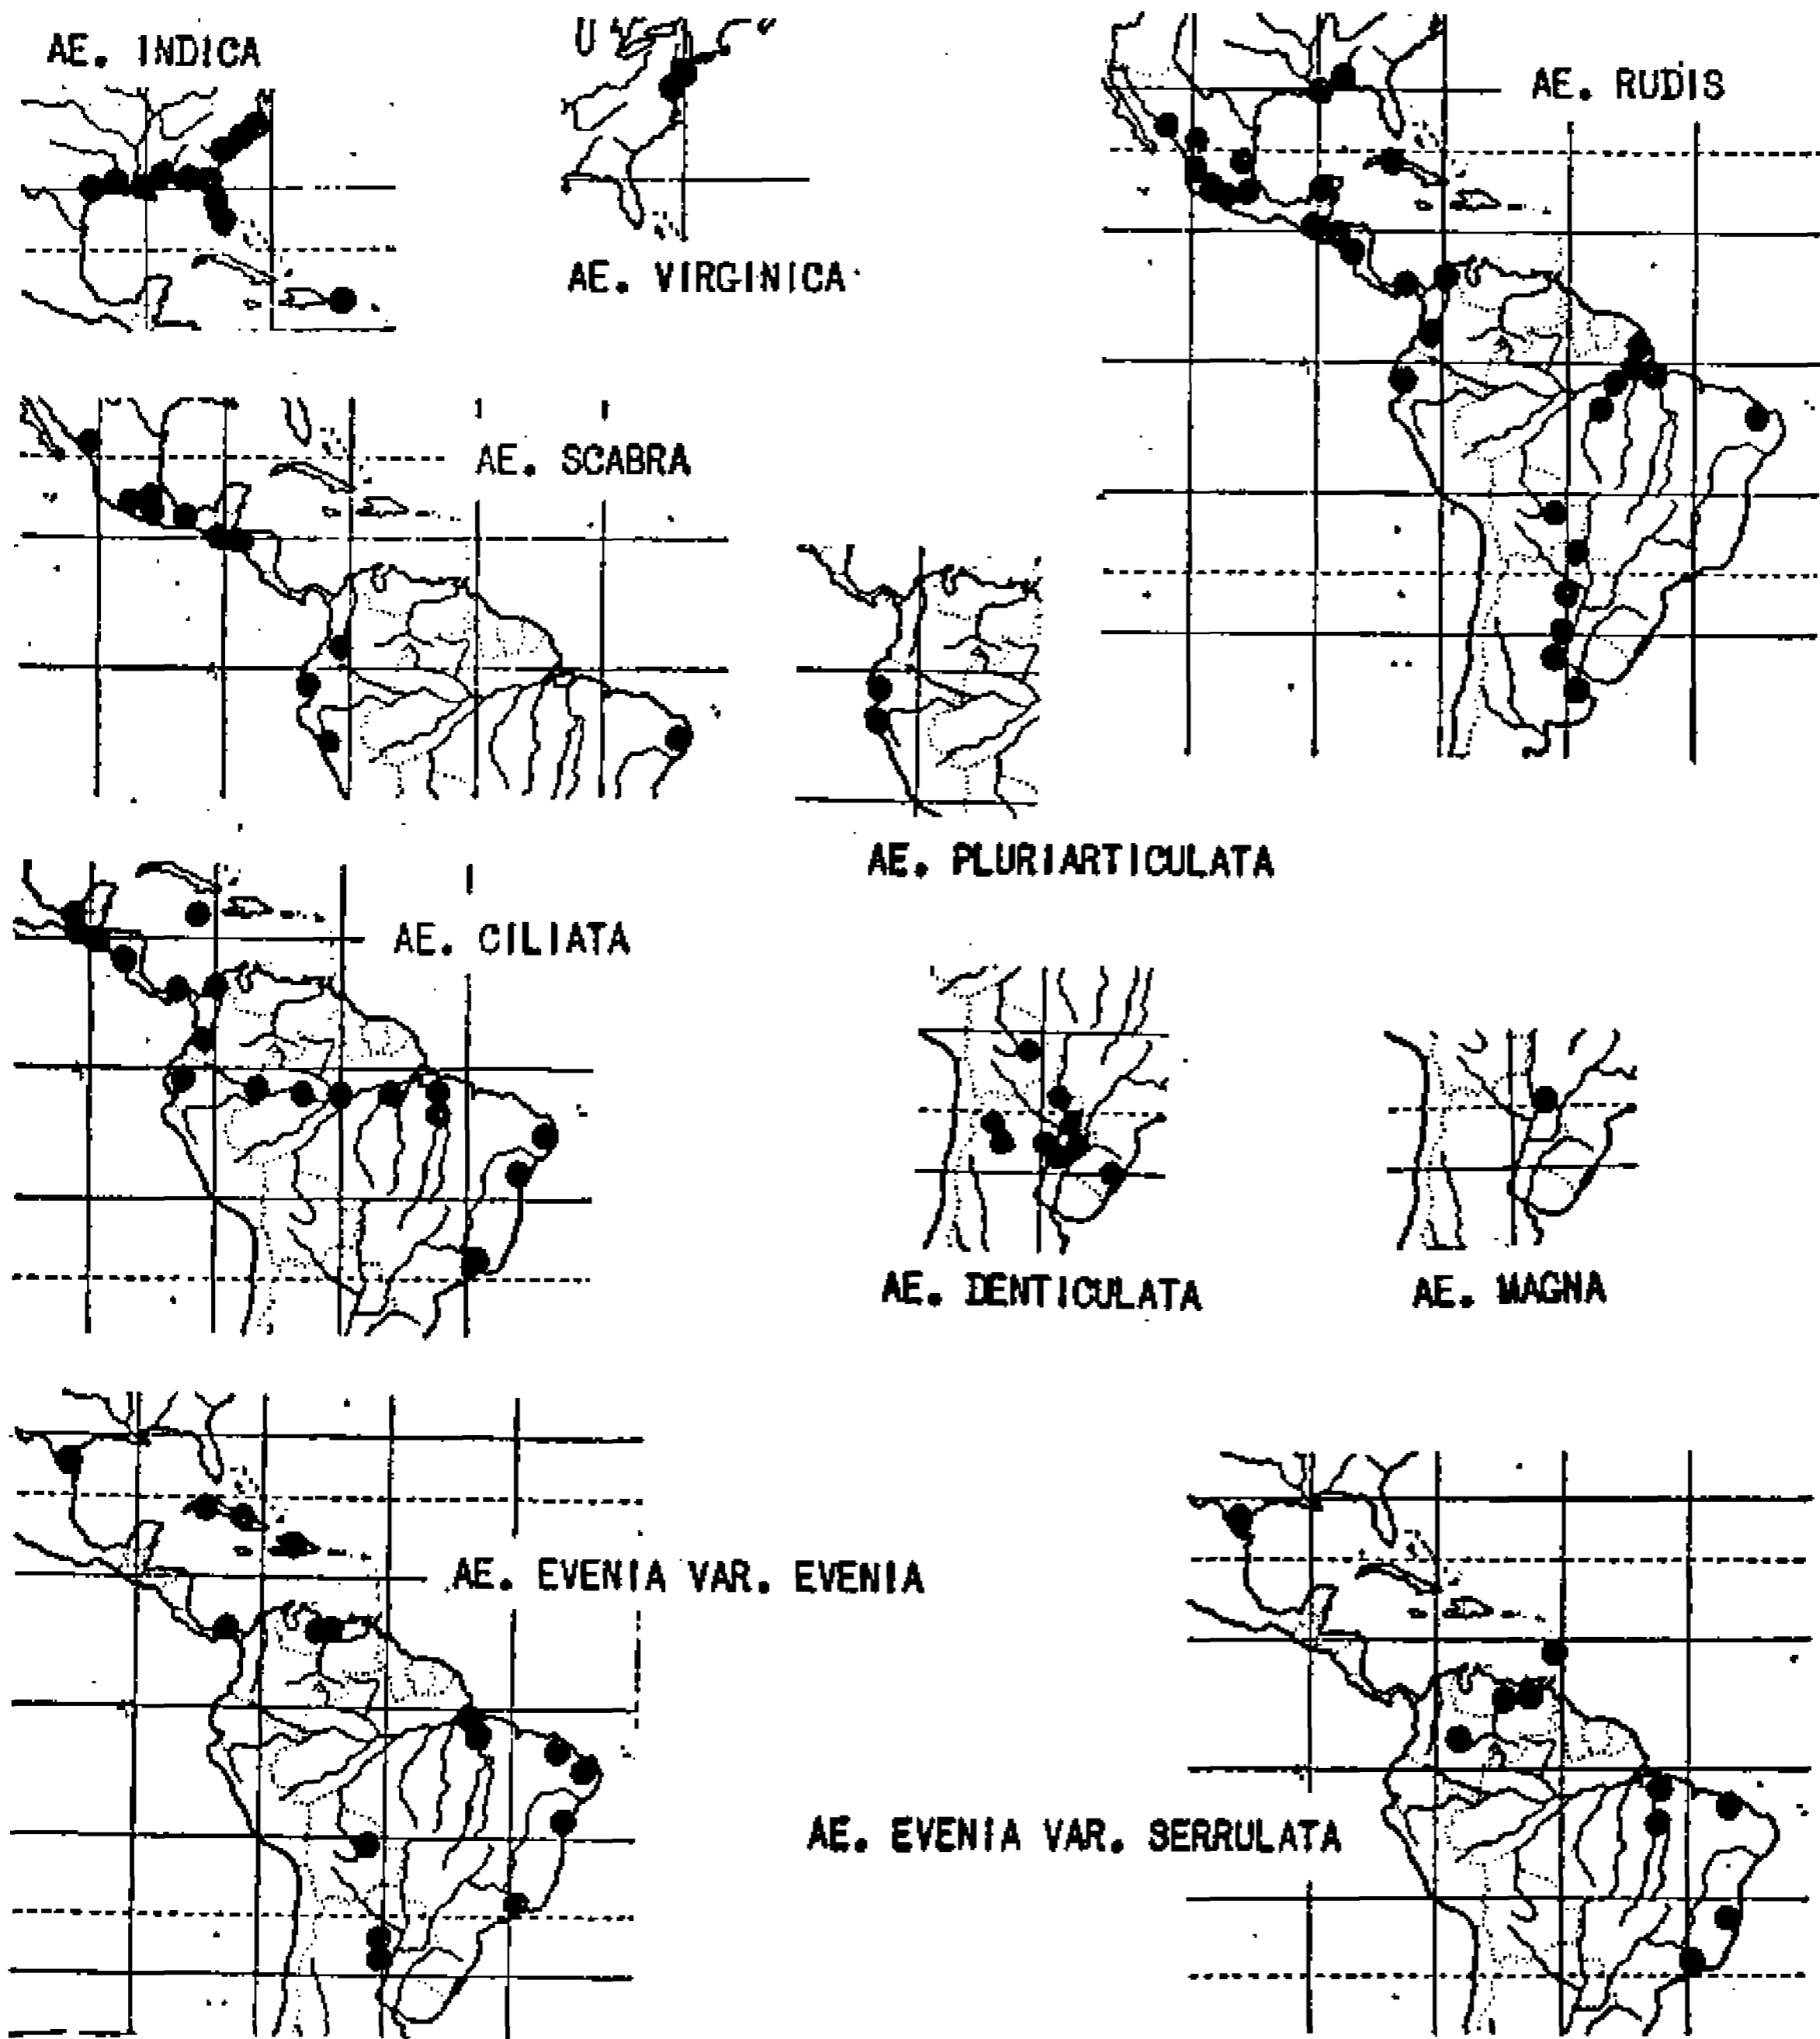 AE. INDICA
AE. VIRGINICA
AE. RUDIS
AE. SCABRA
AE. PLURIARTICULATA
AE. CILIATA
AE. DENTICULATA
AE. MAGNA
AE. EVENIA VAR. EVENIA
AE. EVENIA VAR. SERRULATA